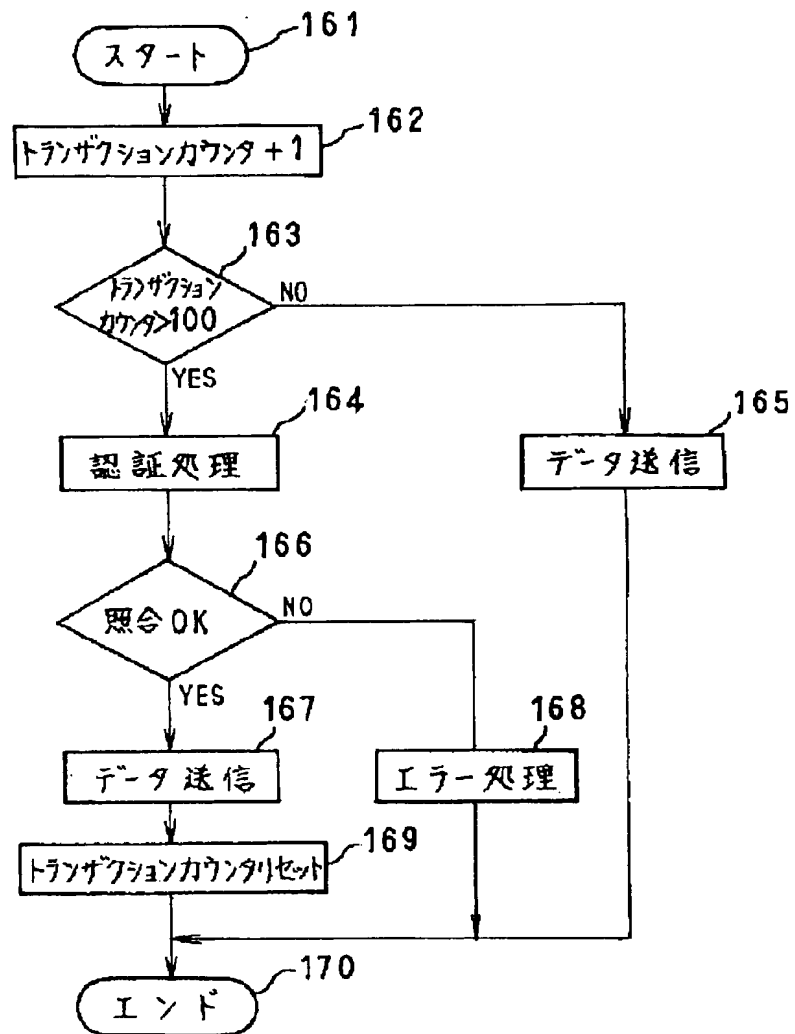 161
スタート
162
トランザクションカウンタ+1
163
トランザクション
カウンタ>100
NO
YES
164
認証処理
165
データ送信
166
照合OK
NO
YES
167
データ送信
168
エラー処理
169
トランザクションカウンタリセット
170
エンド